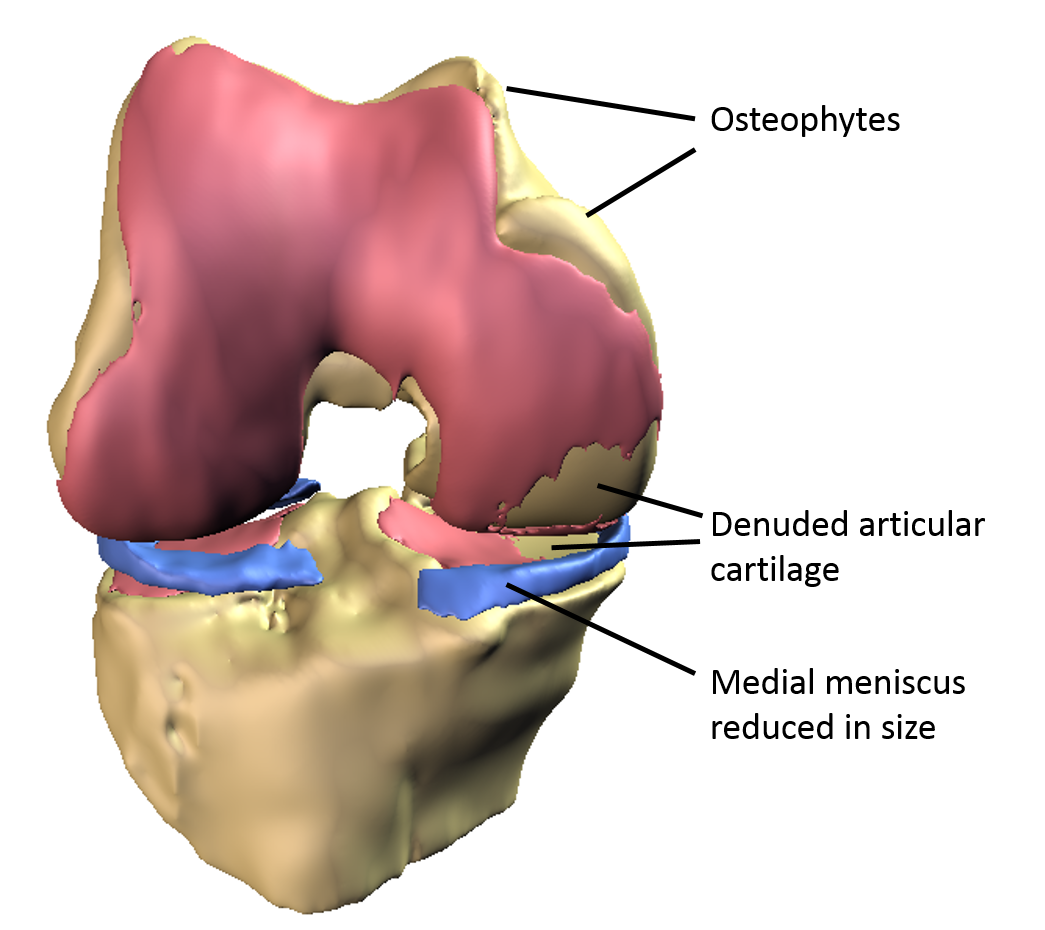 Osteophytes
Denuded articular
cartilage
Medial meniscus
reduced in size